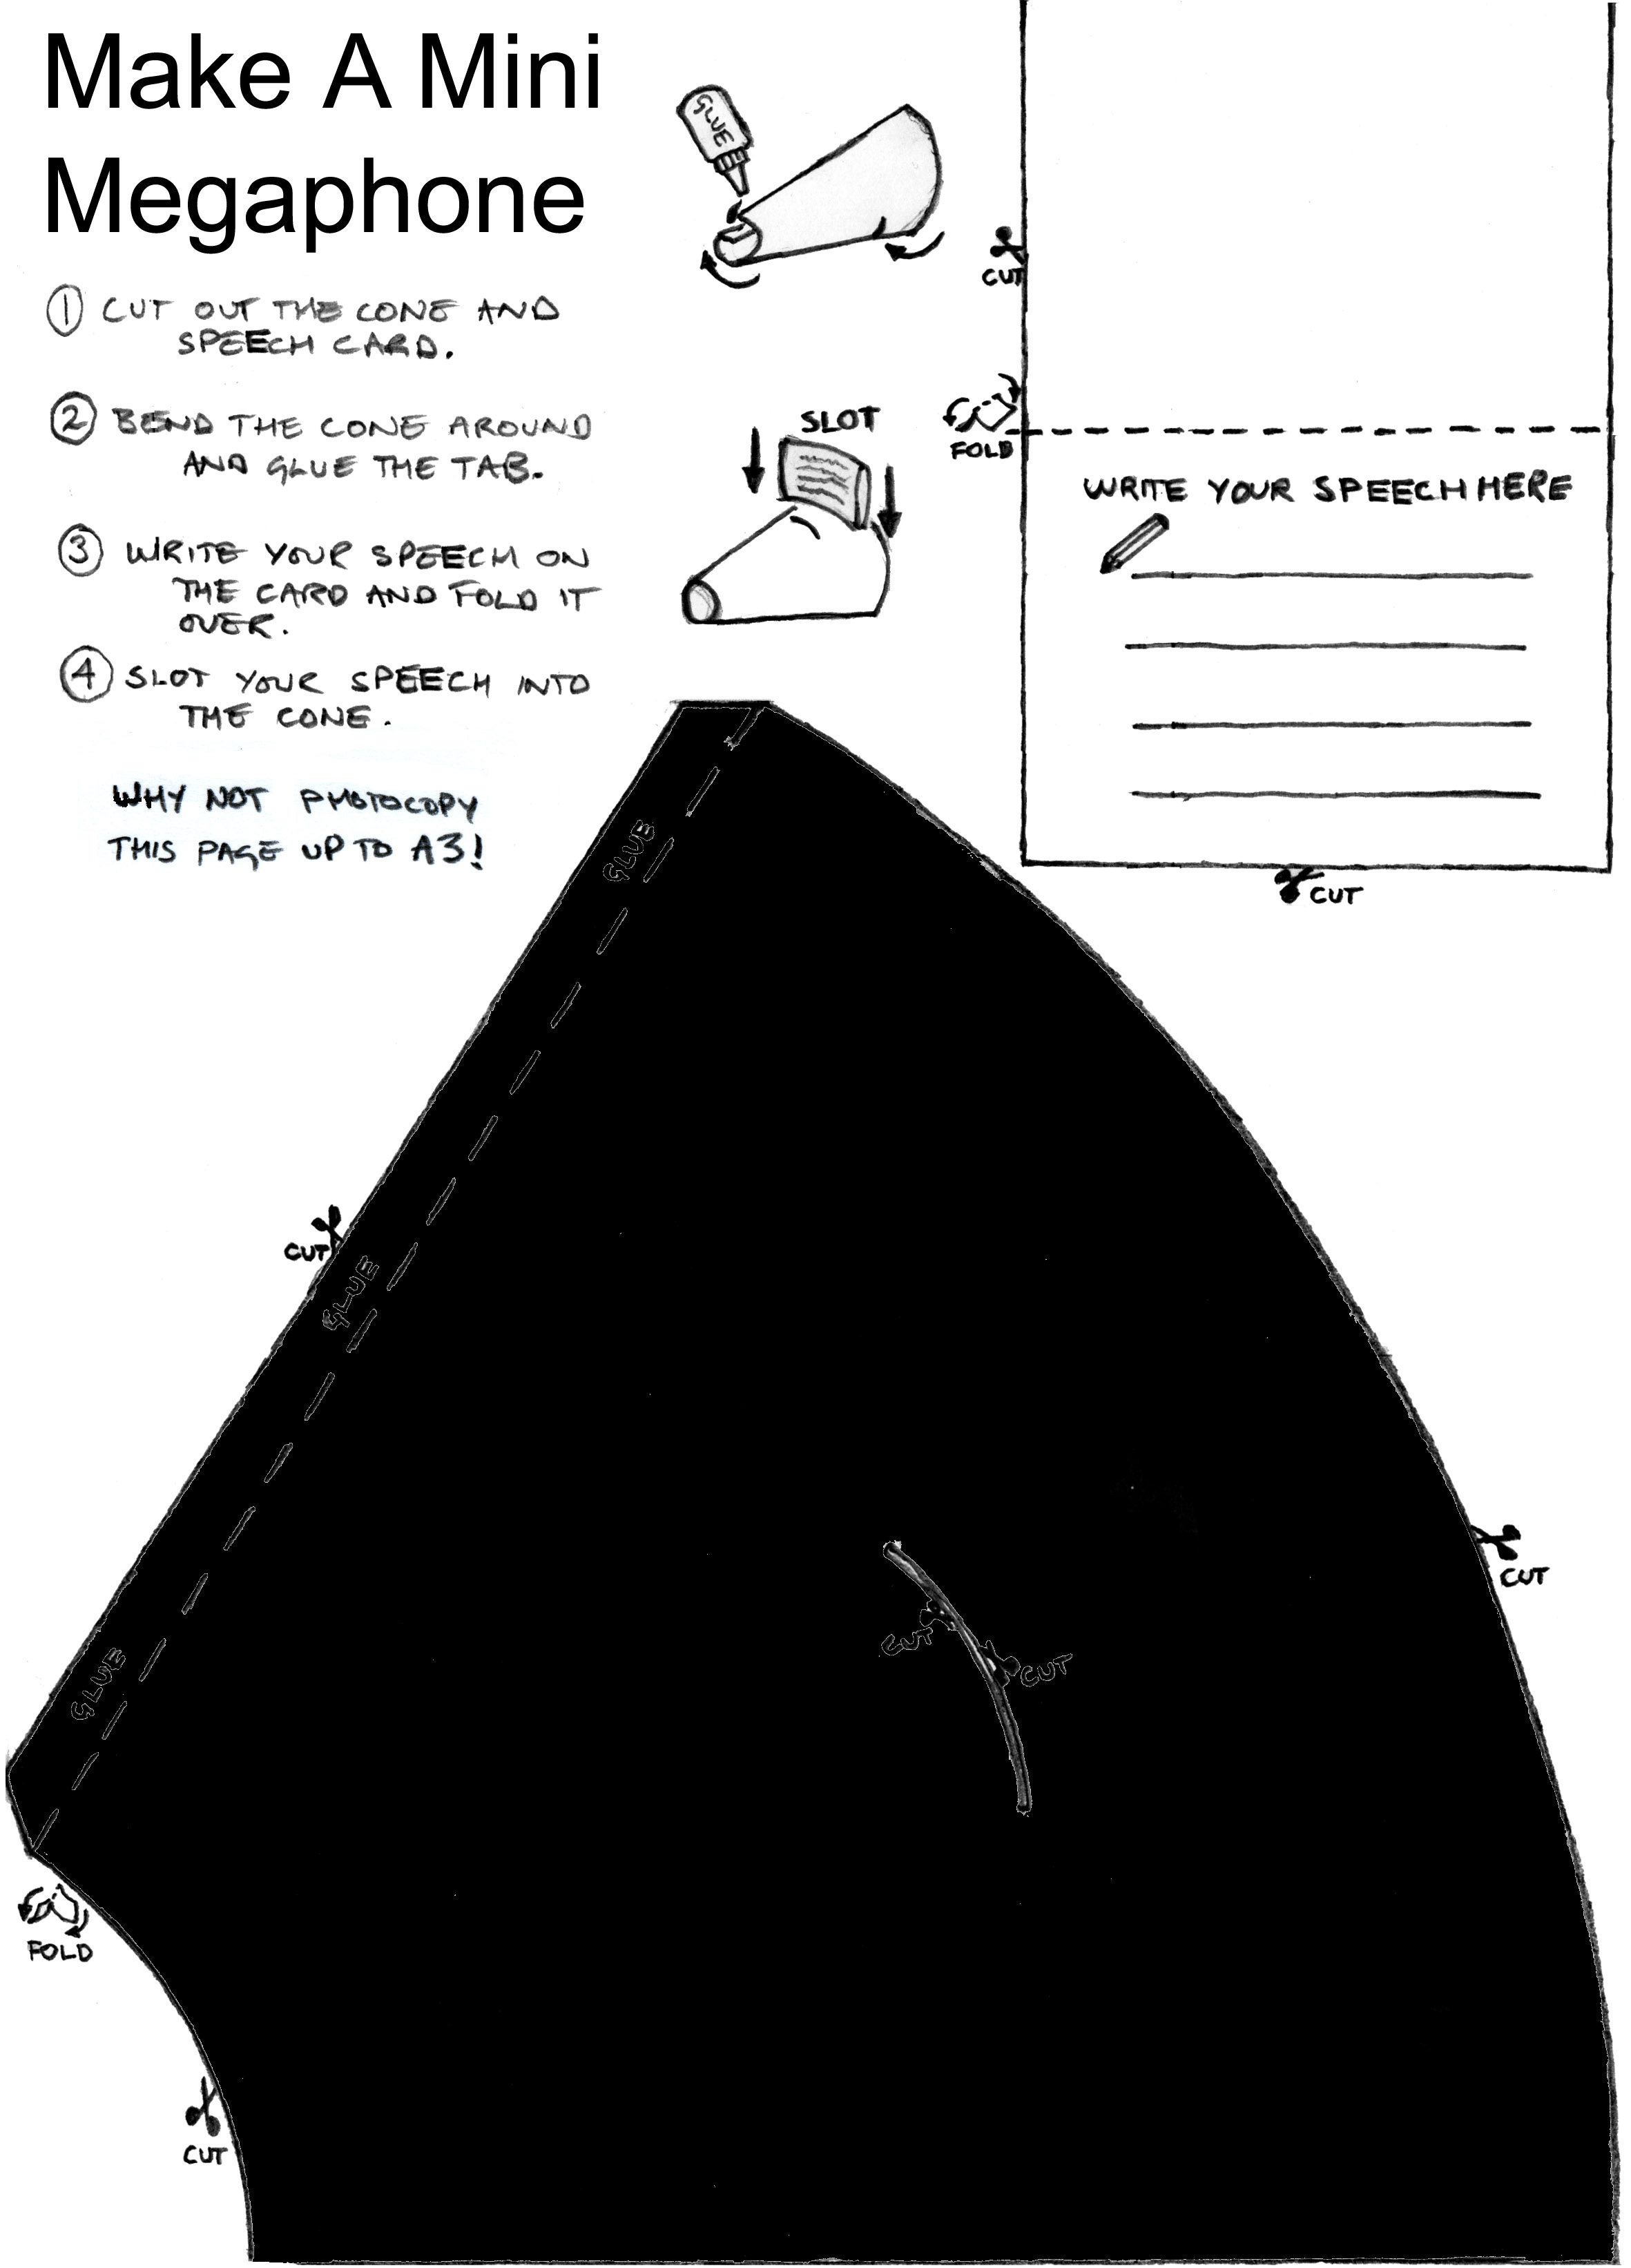 Make A Mini
Megaphone
① CUT OUT THE CONE AND
SPEECH CARD.
② BEND THE CONE AROUND
AND GLUE THE TAB.
③ WRITE YOUR SPEECH ON
THE CARD AND FOLD IT
OVER.
④ SLOT YOUR SPEECH INTO
THE CONE.
WHY NOT PHOTOCOPY
THIS PAGE UP TO A3!
GLUE
SLOT
CUT
FOLD
WRITE YOUR SPEECH HERE
CUT
GLUE
CUT
GLUE
CUT
CUT
CUT
GLUE
FOLD
CUT